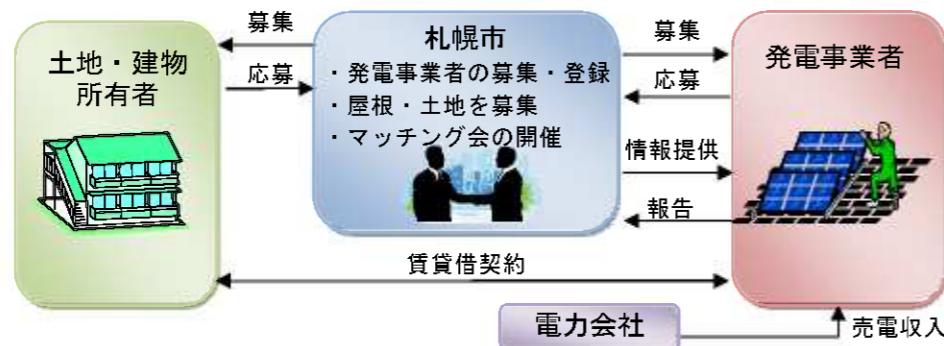 募集
応募
土地・建物
所有者
札幌市
・発電事業者の募集・登録
・屋根・土地を募集
・マッチング会の開催
募集
応募
情報提供
報告
発電事業者
賃貸借契約
電力会社
売電収入